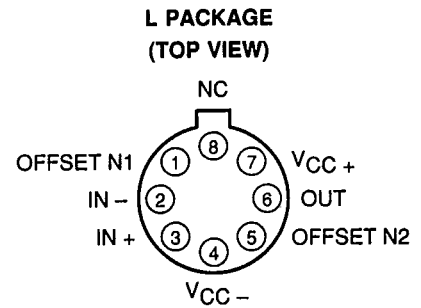 L PACKAGE
(TOP VIEW)
NC
8
OFFSET N1 1 7 VCC +
IN – 2 6 OUT
IN + 3 5 OFFSET N2
4
VCC –